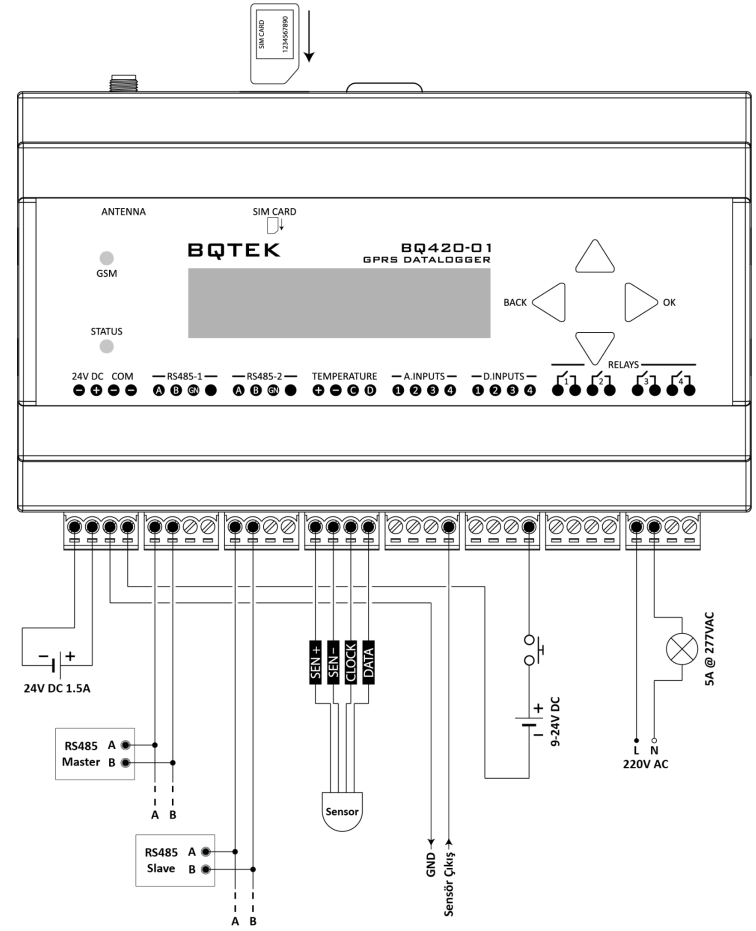 SIM CARD
1234567890
ANTENNA
SIM CARD
GSM
BQTEK
BQ420-01
GPRS DATALOGGER
BACK
OK
STATUS
24V DC COM
RS485-1
RS485-2
TEMPERATURE
A.INPUTS
D.INPUTS
RELAYS
- + - -
A B GN
A B GN
+ - C D
1 2 3 4
1 2 3 4
1 2 3 4
SEN +
SEN -
CLOCK
DATA
- +
24V DC 1.5A
+
-
9-24V DC
5A @ 277VAC
L N
220V AC
RS485 A
Master B
A B
Sensor
RS485 A
Slave B
A B
GND
Sensör Çıkış